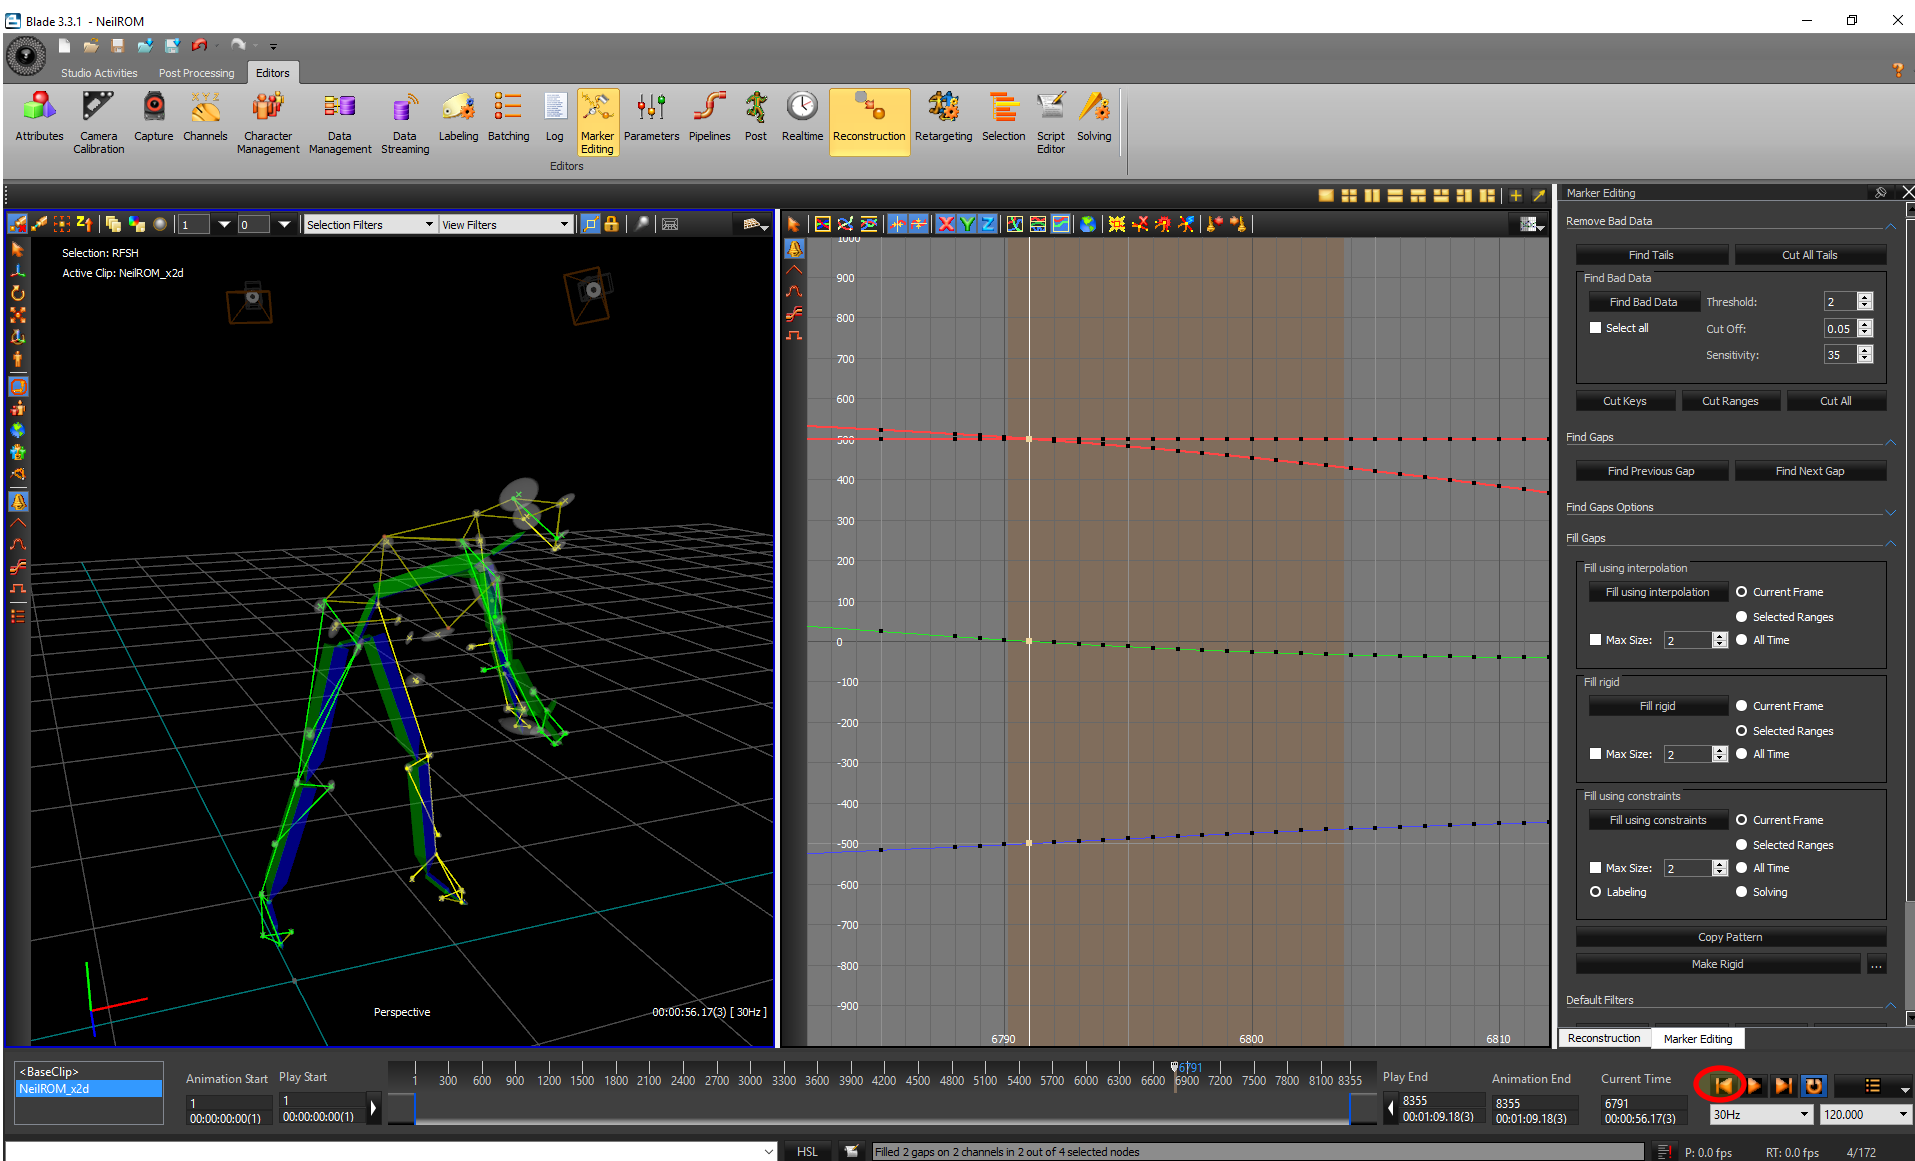 Blade 3.3.1 - NeilROM
Studio Activities
Post Processing
Editors
Attributes
Camera Calibration
Capture
Channels
Character Management
Data Management
Data Streaming
Labeling
Batching
Log
Marker Editing
Parameters
Pipelines
Post
Realtime
Reconstruction
Retargeting
Selection
Script Editor
Solving
Editors
1
0
Selection Filters
View Filters
X Y Z
Selection: RFSH
Active Clip: NeilROM_x2d
Perspective
00:00:56.17(3) [ 30Hz ]
1000
900
800
700
600
500
400
300
200
100
0
-100
-200
-300
-400
-500
-600
-700
-800
-900
6790
6800
6810
Marker Editing
Remove Bad Data
Find Tails
Cut All Tails
Find Bad Data
Find Bad Data
Threshold:
2
Select all
Cut Off:
0.05
Sensitivity:
35
Cut Keys
Cut Ranges
Cut All
Find Gaps
Find Previous Gap
Find Next Gap
Find Gaps Options
Fill Gaps
Fill using interpolation
Fill using interpolation
Current Frame
Selected Ranges
Max Size:
2
All Time
Fill rigid
Fill rigid
Current Frame
Selected Ranges
Max Size:
2
All Time
Fill using constraints
Fill using constraints
Current Frame
Selected Ranges
Max Size:
2
All Time
Labeling
Solving
Copy Pattern
Make Rigid
...
Default Filters
Reconstruction
Marker Editing
<BaseClip>
NeilROM_x2d
Animation Start
1
00:00:00:00(1)
Play Start
1
00:00:00:00(1)
6791
1 300 600 900 1200 1500 1800 2100 2400 2700 3000 3300 3600 3900 4200 4500 4800 5100 5400 5700 6000 6300 6600 6900 7200 7500 7800 8100 8355
Play End
8355
00:01:09.18(3)
Animation End
8355
00:01:09.18(3)
Current Time
6791
00:00:56.17(3)
30Hz
120.000
HSL
Filled 2 gaps on 2 channels in 2 out of 4 selected nodes
P: 0.0 fps
RT: 0.0 fps
4/172